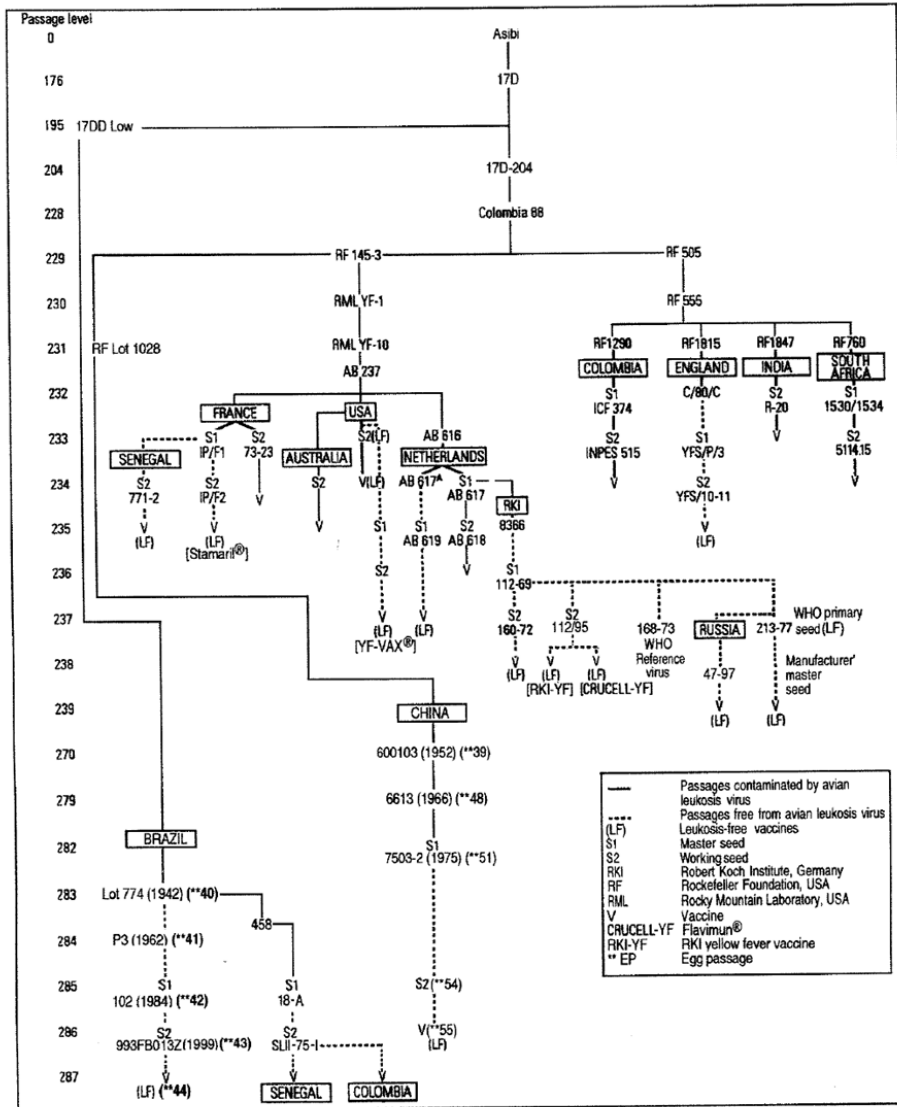 Passage level
0 Asibi
176 17D
195 17DD Low
204 17D-204
228 Colombia 88
229 RF 145-3 RF 505
230 RML YF-1 RF 555
231 RF Lot 1028 RML YF-10 RF1290 RF1815 RF1847 RF760
AB 237 COLOMBIA ENGLAND INDIA SOUTH AFRICA
232 S1 C/80/C S2 S1
FRANCE USA ICF 374 R-20 1530/1534
233 S1 S2 S2(LF) AB 616 S2 S1 V S2
IP/F1 73-23 INPES 515 YFS/P/3 5114.15
SENEGAL AUSTRALIA NETHERLANDS
234 S2 S2 S2 V(LF) AB 617A S1 V S2 V
771-2 IP/F2 V AB 617 RKI YFS/10-11
235 V V V S1 S1 S2 8366 V
(LF) (LF) AB 619 AB 618 (LF)
[Stamaril®]
236 S2 V S1
112-69
237 V V S2 S2 168-73 RUSSIA 213-77 WHO primary
(LF) (LF) 160-72 112/95 WHO seed (LF)
[YF-VAX®] Reference
virus
238 V V V 47-97 Manufacturer'
(LF) (LF) (LF) master
[RKI-YF] [CRUCELL-YF] seed
239 CHINA V V
(LF) (LF)
270 600103 (1952) (**39)
279 6613 (1966) (**48)
BRAZIL
282 S1
7503-2 (1975) (**51)
283 Lot 774 (1942) (**40)
458
284 P3 (1962) (**41)
285 S1 S1 S2 (**54)
102 (1984) (**42) 18-A
286 S2 S2 V(**55)
993FB013Z(1999) (**43) SLII-75-I (LF)
287 V V V
(LF) (**44) SENEGAL COLOMBIA
Passages contaminated by avian
leukosis virus
Passages free from avian leukosis virus
(LF) Leukosis-free vaccines
S1 Master seed
S2 Working seed
RKI Robert Koch Institute, Germany
RF Rockefeller Foundation, USA
RML Rocky Mountain Laboratory, USA
V Vaccine
CRUCELL-YF Flavimun®
RKI-YF RKI yellow fever vaccine
** EP Egg passage